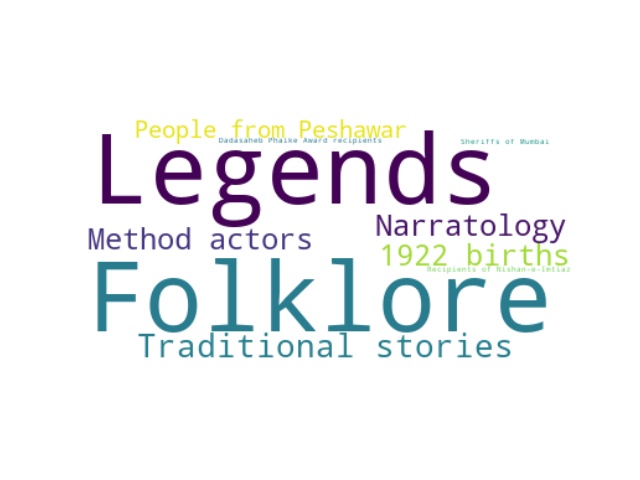 People from Peshawar
Dadasaheb Phalke Award recipients
Sheriffs of Mumbai
Legends
Narratology
Method actors
1922 births
Recipients of Nishan-e-Imtiaz
Folklore
Traditional stories